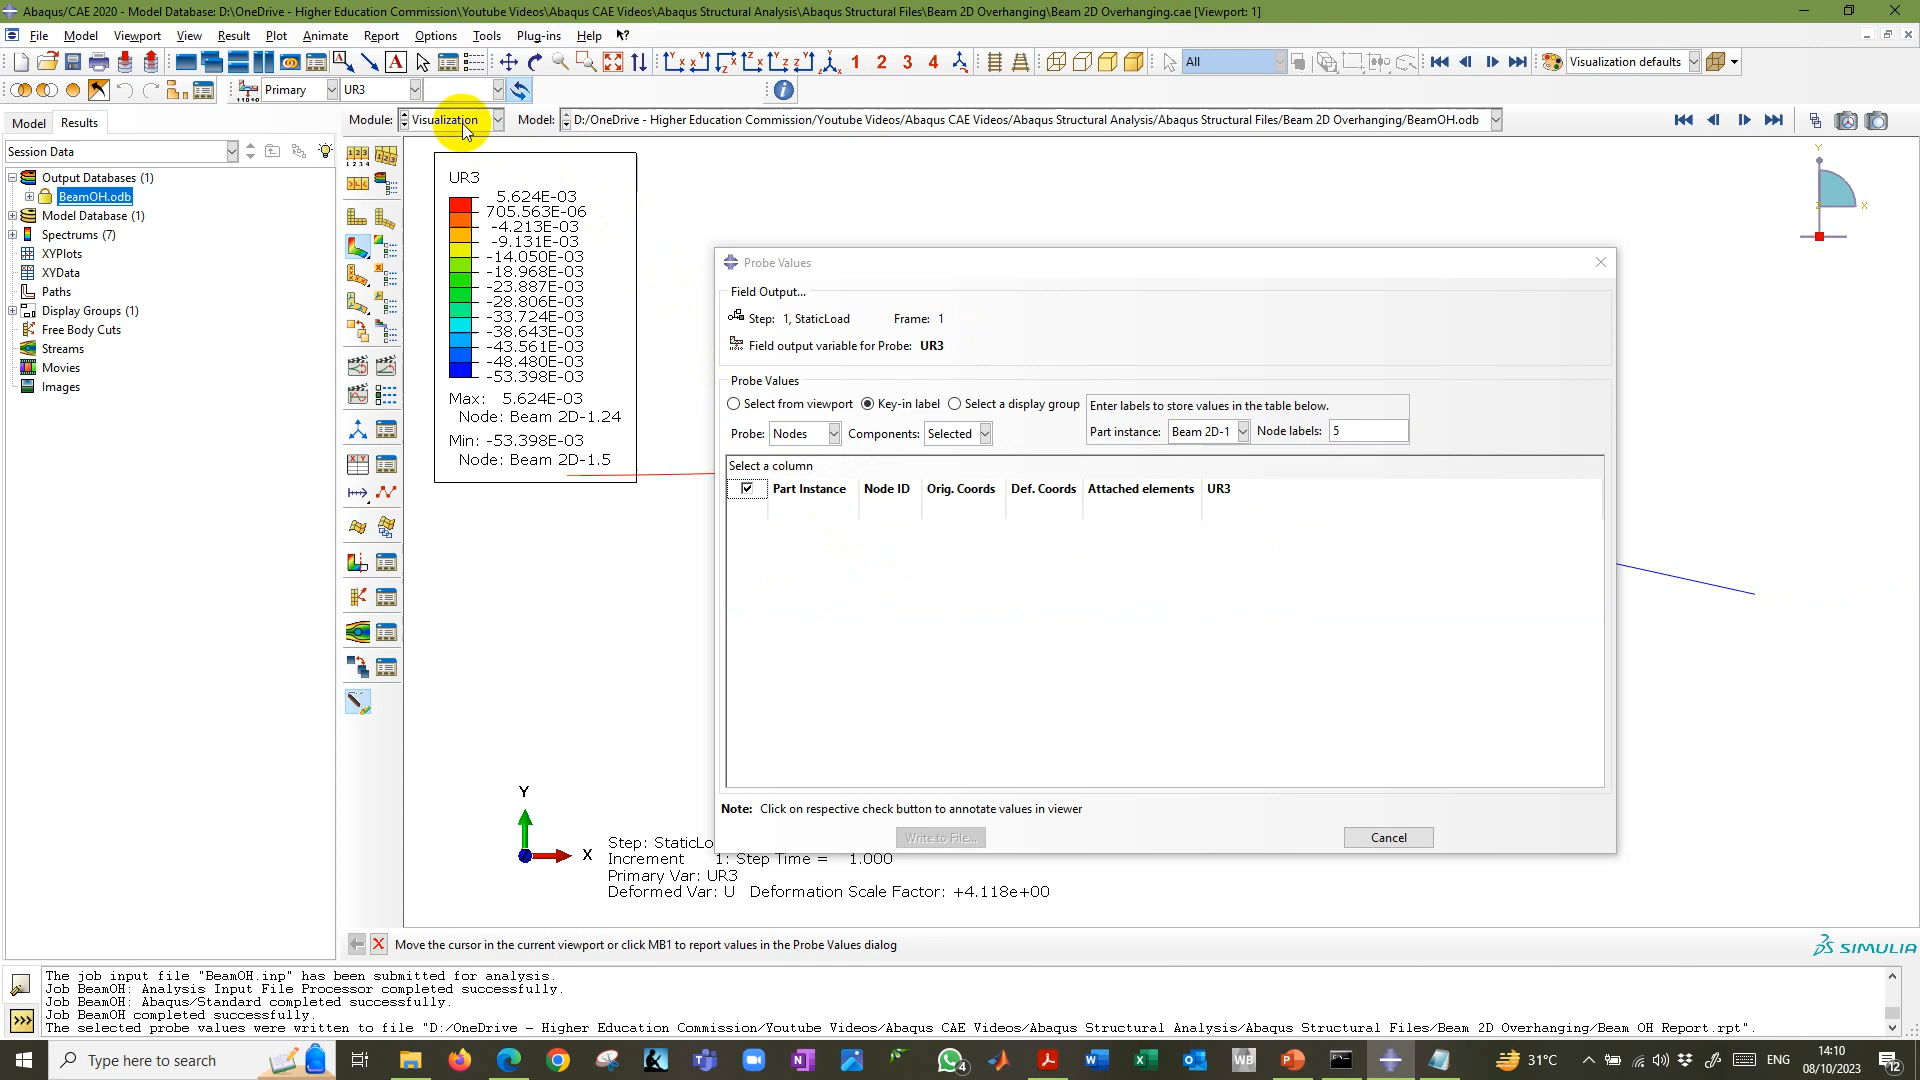 Abaqus/CAE 2020 - Model Database: D:\OneDrive - Higher Education Commission\Youtube Videos\Abaqus CAE Videos\Abaqus Structural Analysis\Abaqus Structural Files\Beam 2D Overhanging\Beam 2D Overhanging.cae [Viewport: 1]
File Model Viewport View Result Plot Animate Report Options Tools Plug-ins Help
1 2 3 4 All Visualization defaults
Primary UR3
Model Results Module: Visualization Model: D:/OneDrive - Higher Education Commission/Youtube Videos/Abaqus CAE Videos/Abaqus Structural Analysis/Abaqus Structural Files/Beam 2D Overhanging/BeamOH.odb
Session Data
Output Databases (1)
BeamOH.odb
Model Database (1)
Spectrums (7)
XYPlots
XYData
Paths
Display Groups (1)
Free Body Cuts
Streams
Movies
Images
UR3
5.624E-03
705.563E-06
-4.213E-03
-9.131E-03
-14.050E-03
-18.968E-03
-23.887E-03
-28.806E-03
-33.724E-03
-38.643E-03
-43.561E-03
-48.480E-03
-53.398E-03
Max: 5.624E-03
Node: Beam 2D-1.24
Min: -53.398E-03
Node: Beam 2D-1.5
Y
X
Probe Values
Field Output...
Step: 1, StaticLoad Frame: 1
Field output variable for Probe: UR3
Probe Values
Select from viewport Key-in label Select a display group
Probe: Nodes Components: Selected
Enter labels to store values in the table below.
Part instance: Beam 2D-1 Node labels: 5
Select a column
Part Instance Node ID Orig. Coords Def. Coords Attached elements UR3
Note: Click on respective check button to annotate values in viewer
Write to File... Cancel
Y
X
Step: StaticLo
Increment 1: Step Time = 1.000
Primary Var: UR3
Deformed Var: U Deformation Scale Factor: +4.118e+00
Move the cursor in the current viewport or click MB1 to report values in the Probe Values dialog
SIMULIA
The job input file "BeamOH.inp" has been submitted for analysis.
Job BeamOH: Analysis Input File Processor completed successfully.
Job BeamOH: Abaqus/Standard completed successfully.
Job BeamOH completed successfully.
The selected probe values were written to file "D:/OneDrive - Higher Education Commission/Youtube Videos/Abaqus CAE Videos/Abaqus Structural Analysis/Abaqus Structural Files/Beam 2D Overhanging/Beam OH Report.rpt".
>>>
Type here to search
4
31°C
ENG
14:10
08/10/2023
12